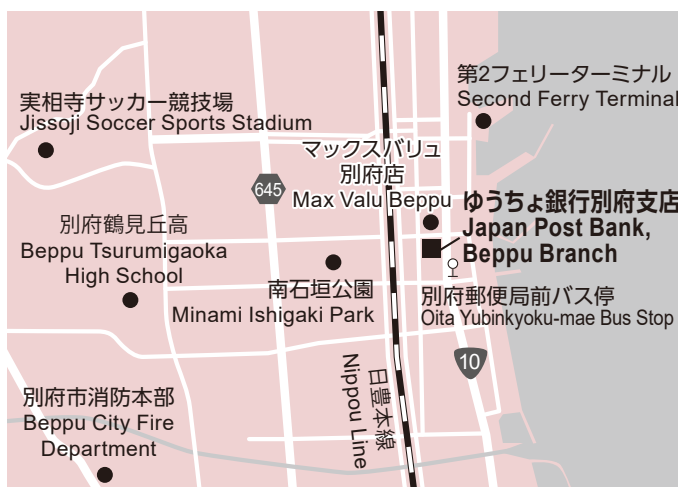 第2フェリーターミナル
Second Ferry Terminal
実相寺サッカー競技場
Jissoji Soccer Sports Stadium
マックスバリュ
別府店
Max Valu Beppu
645
ゆうちょ銀行別府支店
Japan Post Bank,
Beppu Branch
別府鶴見丘高
Beppu Tsurumigaoka
High School
南石垣公園
Minami Ishigaki Park
別府郵便局前バス停
Oita Yubinkyoku-mae Bus Stop
10
日豊本線
Nippou Line
別府市消防本部
Beppu City Fire
Department